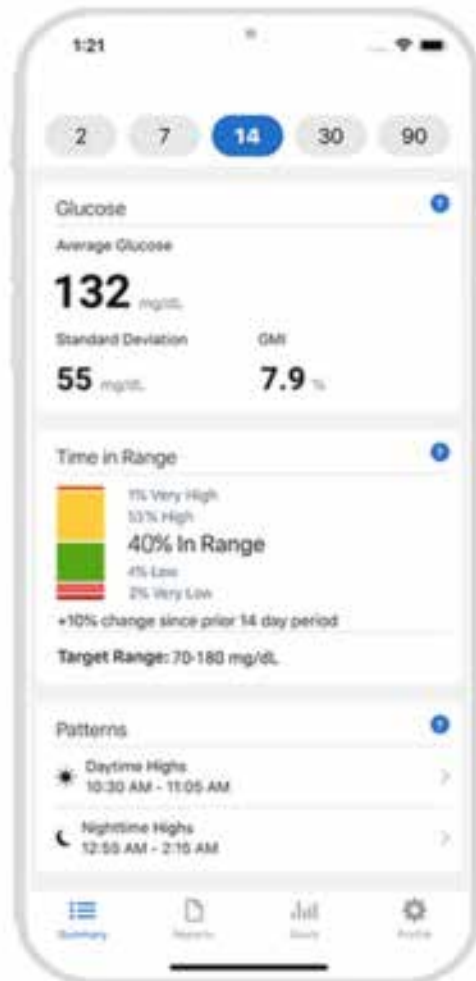 1:21
2 7 14 30 90
Glucose
?
Average Glucose
132 mg/dL
Standard Deviation GMI
55 mg/dL 7.9 %
Time in Range
?
1% Very High
53% High
40% In Range
4% Low
2% Very Low
+10% change since prior 14 day period
Target Range: 70-180 mg/dL
Patterns
?
Daytime Highs
10:30 AM - 11:05 AM
Nighttime Highs
12:55 AM - 2:15 AM
Summary Reports Profile